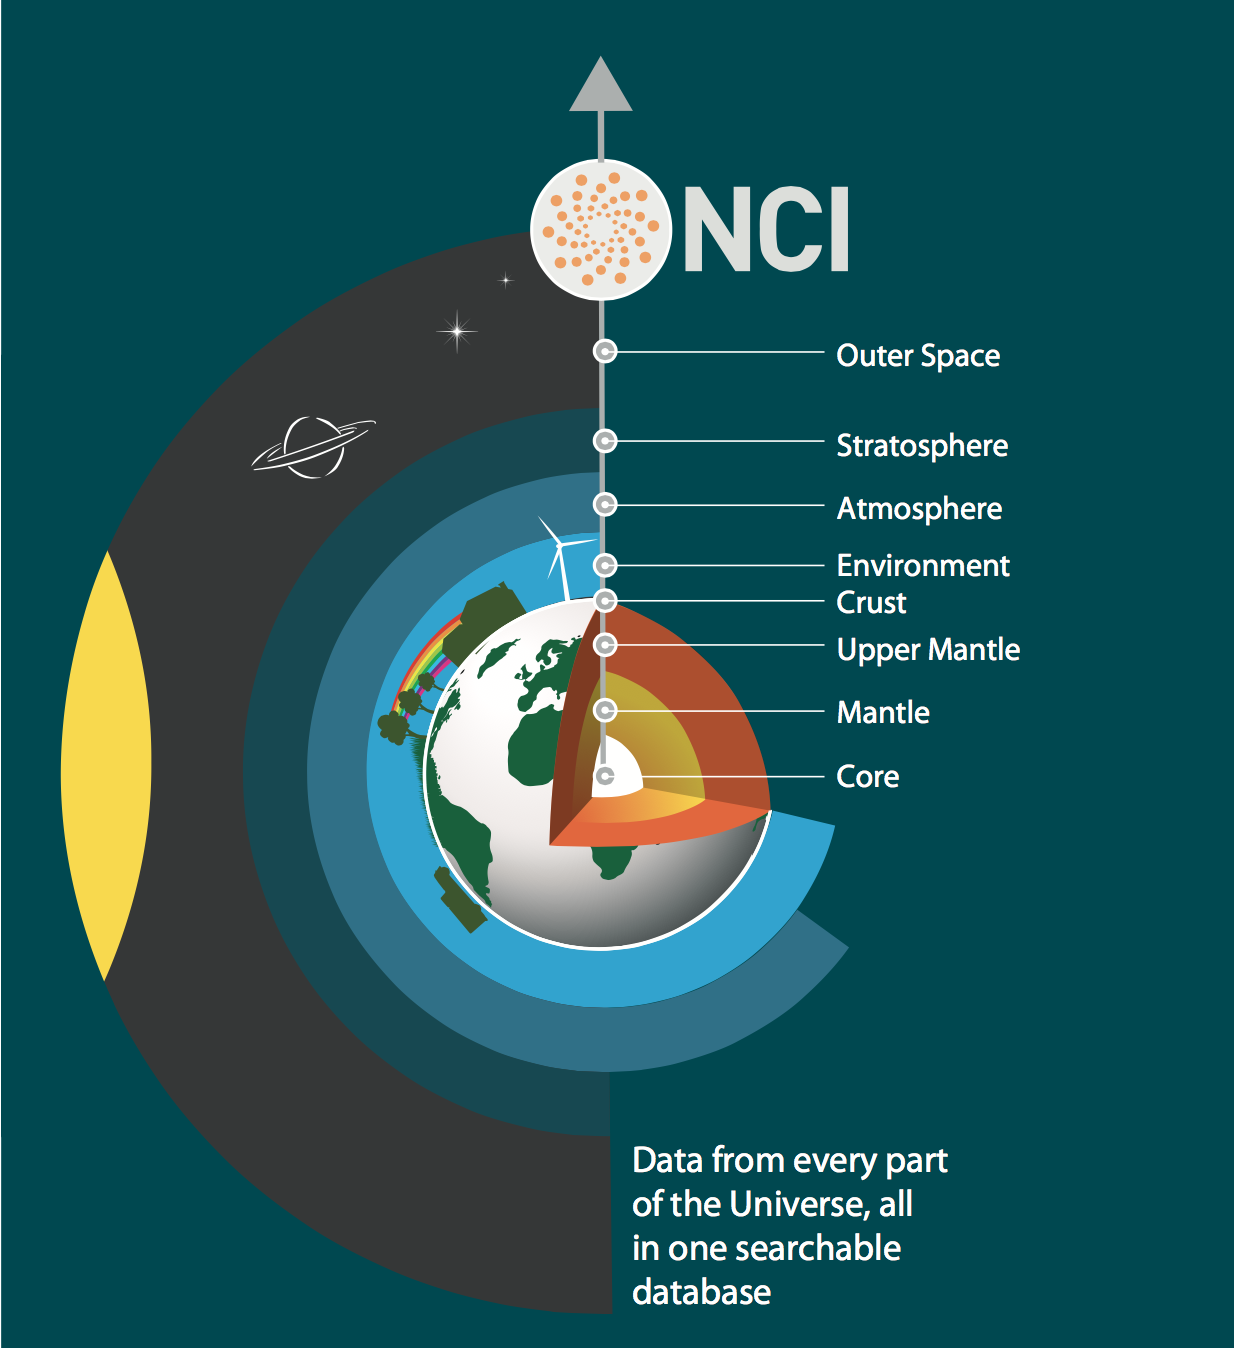 NCI
Outer Space
Stratosphere
Atmosphere
Environment
Crust
Upper Mantle
Mantle
Core
Data from every part
of the Universe, all
in one searchable
database